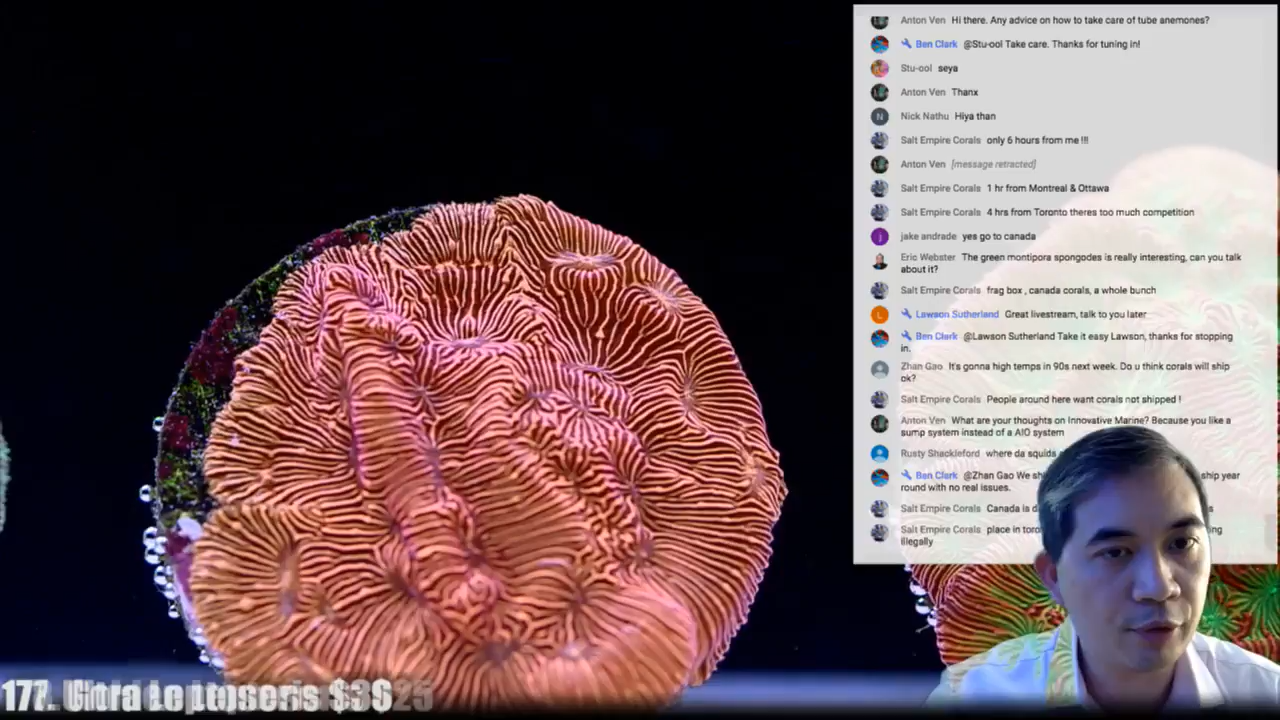 Anton Ven Hi there. Any advice on how to take care of tube anemones?
Ben Clark @Stu-ool Take care. Thanks for tuning in!
Stu-ool seya
Anton Ven Thanx
N Nick Nathu Hiya than
Salt Empire Corals only 6 hours from me !!!
Anton Ven [message retracted]
Salt Empire Corals 1 hr from Montreal & Ottawa
Salt Empire Corals 4 hrs from Toronto theres too much competition
j jake andrade yes go to canada
Eric Webster The green montipora spongodes is really interesting, can you talk
about it?
Salt Empire Corals frag box , canada corals, a whole bunch
L Lawson Sutherland Great livestream, talk to you later
Ben Clark @Lawson Sutherland Take it easy Lawson, thanks for stopping
in.
Zhan Gao It's gonna high temps in 90s next week. Do u think corals will ship
ok?
Salt Empire Corals People around here want corals not shipped !
Anton Ven What are your thoughts on Innovative Marine? Because you like a
sump system instead of a AIO system
Rusty Shackleford where da squids
Ben Clark @Zhan Gao We ship year
round with no real issues.
Salt Empire Corals Canada is
Salt Empire Corals place in
illegally
177. Leptoseris $39